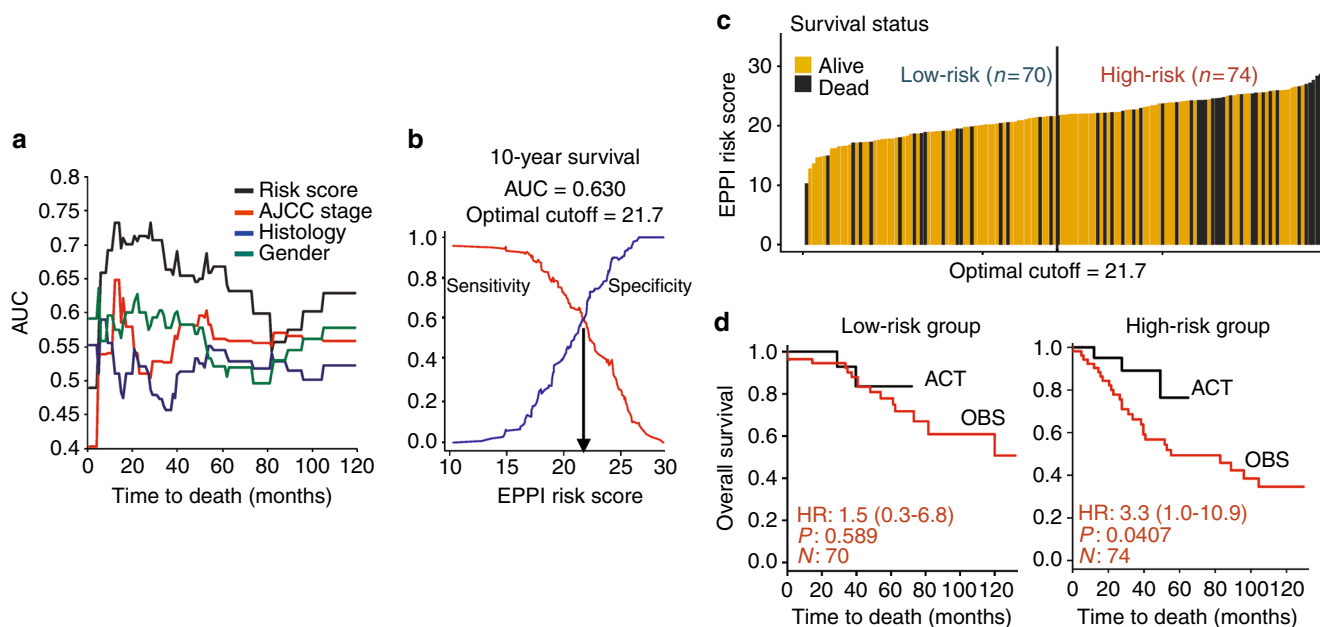 a
0.8
0.75
0.7
0.65
0.6
0.55
0.5
0.45
0.4
AUC
Risk score
AJCC stage
Histology
Gender
0 20 40 60 80 100 120
Time to death (months)
b
10-year survival
AUC = 0.630
Optimal cutoff = 21.7
1.0
0.8
0.6
0.4
0.2
0.0
Sensitivity
Specificity
10 15 20 25 30
EPPI risk score
c
Survival status
Alive
Dead
Low-risk (n=70)
High-risk (n=74)
30
20
10
0
EPPI risk score
Optimal cutoff = 21.7
d
Low-risk group
1.0
0.8
0.6
0.4
0.2
0.0
Overall survival
ACT
OBS
HR: 1.5 (0.3-6.8)
P: 0.589
N: 70
0 20 40 60 80 100 120
Time to death (months)
High-risk group
1.0
0.8
0.6
0.4
0.2
0.0
ACT
OBS
HR: 3.3 (1.0-10.9)
P: 0.0407
N: 74
0 20 40 60 80 100 120
Time to death (months)